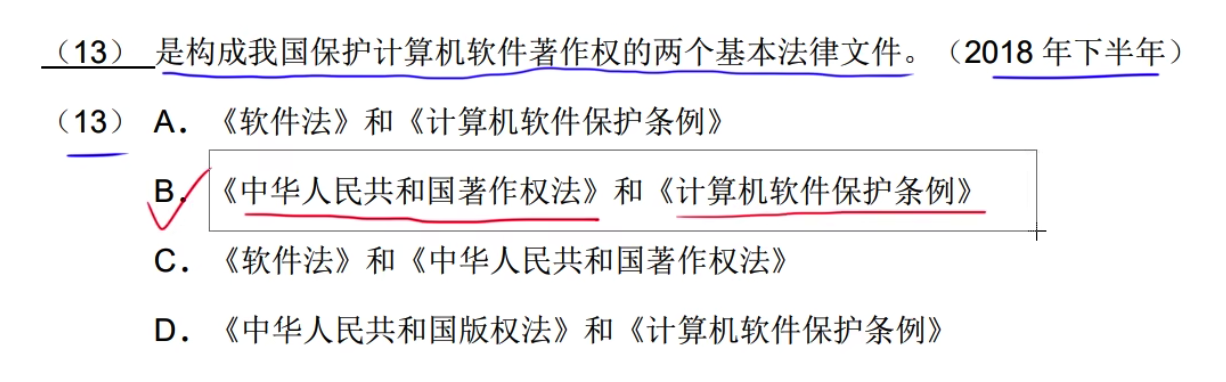 （13）是构成我国保护计算机软件著作权的两个基本法律文件。（2018 年下半年）
（13） A．《软件法》和《计算机软件保护条例》
B．《中华人民共和国著作权法》和《计算机软件保护条例》
C．《软件法》和《中华人民共和国著作权法》
D．《中华人民共和国版权法》和《计算机软件保护条例》